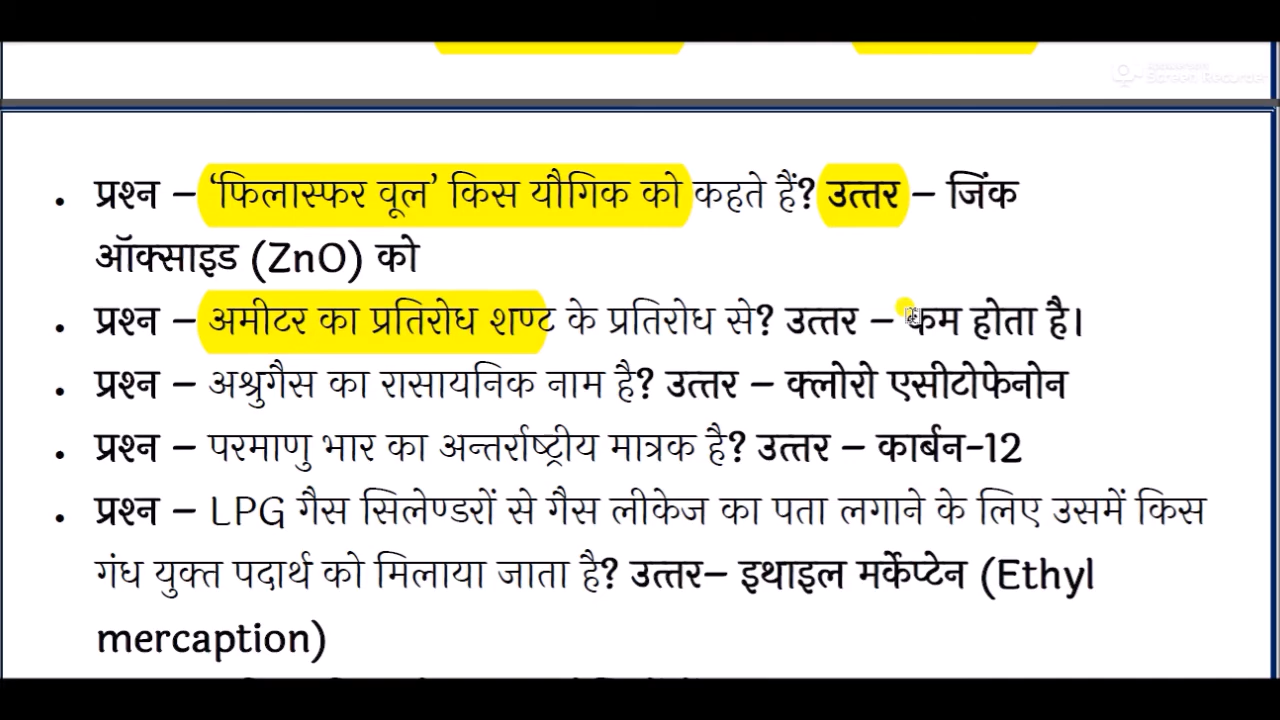 Screen Recorder
• प्रश्न – ‘फिलास्फर वूल’ किस यौगिक को कहते हैं? उत्तर – जिंक
ऑक्साइड (ZnO) को
• प्रश्न – अमीटर का प्रतिरोध शण्ट के प्रतिरोध से? उत्तर – कम होता है।
• प्रश्न – अश्रुगैस का रासायनिक नाम है? उत्तर – क्लोरो एसीटोफेनोन
• प्रश्न – परमाणु भार का अन्तर्राष्ट्रीय मात्रक है? उत्तर – कार्बन-12
• प्रश्न – LPG गैस सिलेण्डरों से गैस लीकेज का पता लगाने के लिए उसमें किस
गंध युक्त पदार्थ को मिलाया जाता है? उत्तर– इथाइल मर्केप्टेन (Ethyl
mercaption)